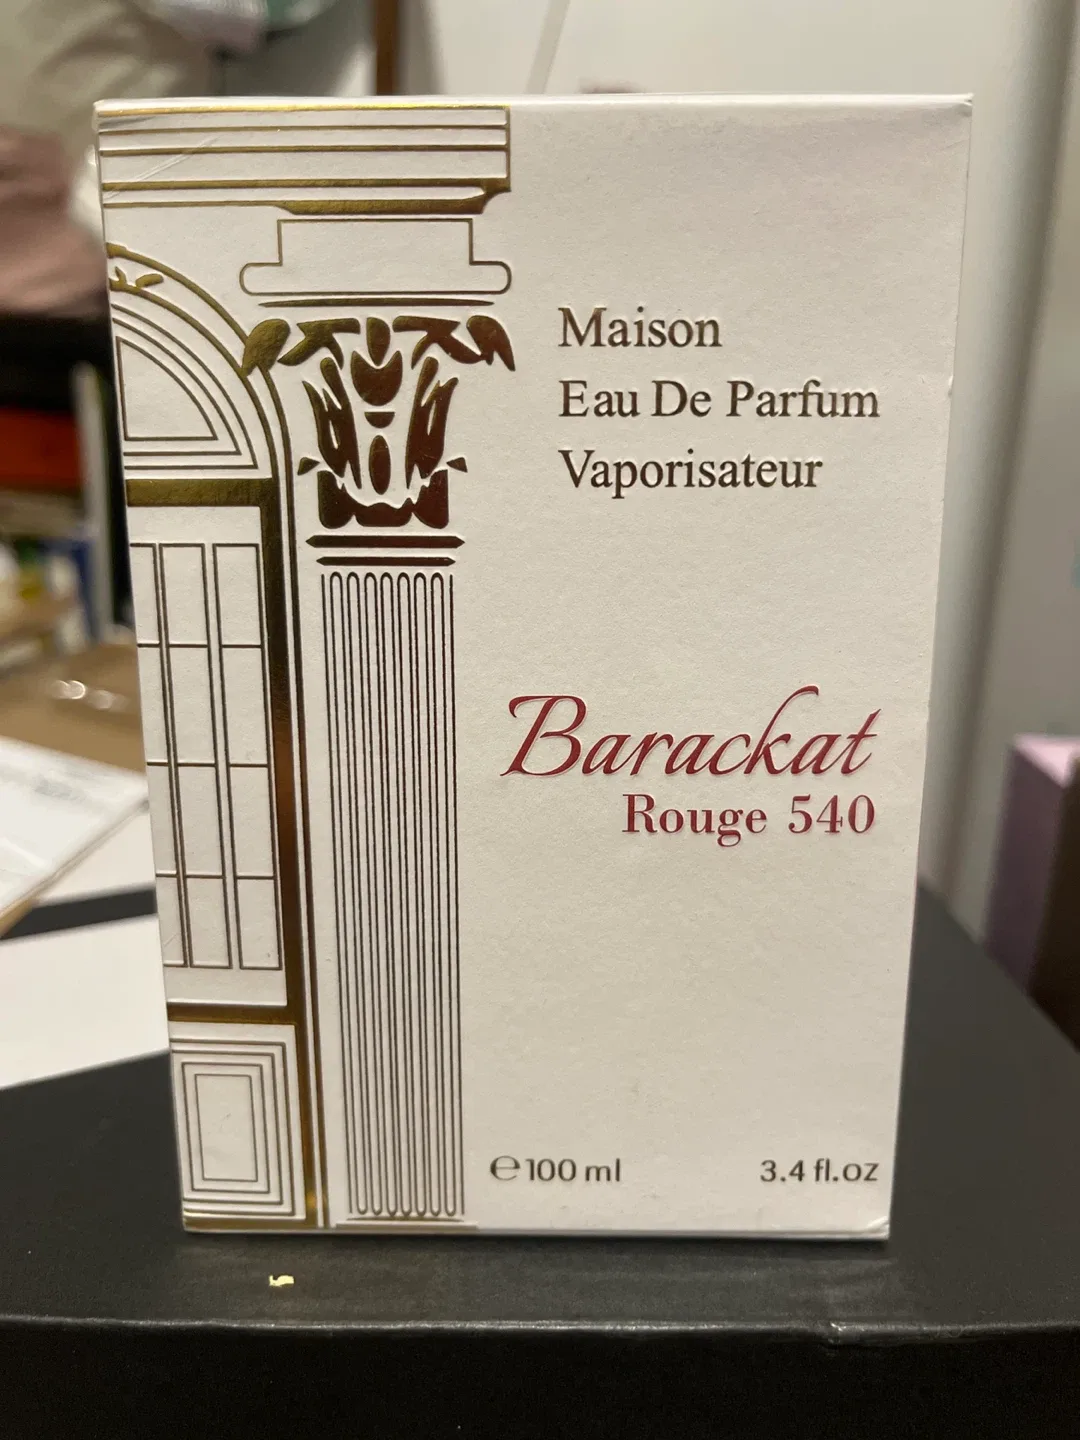 Maison
Eau De Parfum
Vaporisateur
Barackat
Rouge 540
℮100 ml 3.4 fl.oz